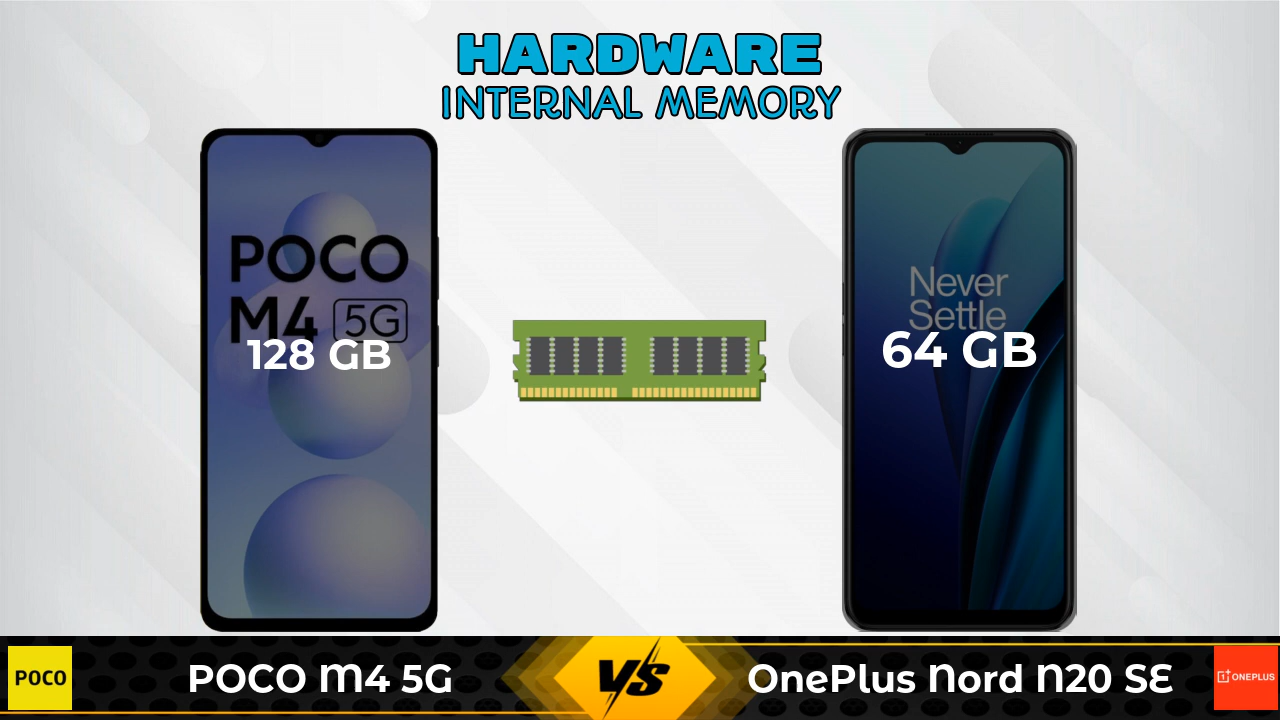 HARDWARE
INTERNAL MEMORY
POCO
M4 5G
128 GB
Never
Settle
64 GB
POCO
POCO M4 5G
VS
OnePlus Nord N20 SE
1+ ONEPLUS